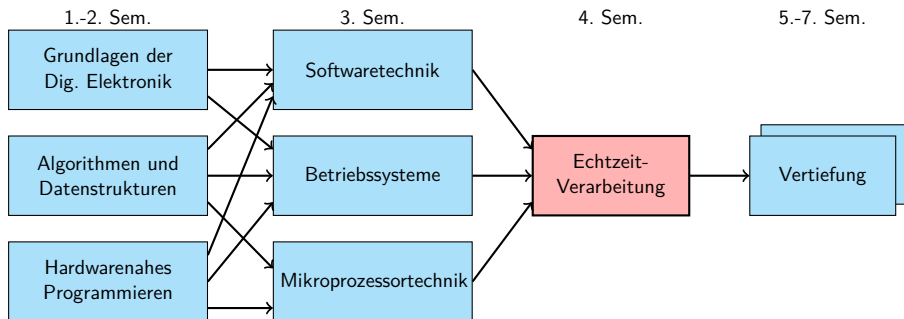 1.-2. Sem.
3. Sem.
4. Sem.
5.-7. Sem.
Grundlagen der
Dig. Elektronik
Softwaretechnik
Algorithmen und
Datenstrukturen
Betriebssysteme
Echtzeit-
Verarbeitung
Vertiefung
Hardwarenahes
Programmieren
Mikroprozessortechnik